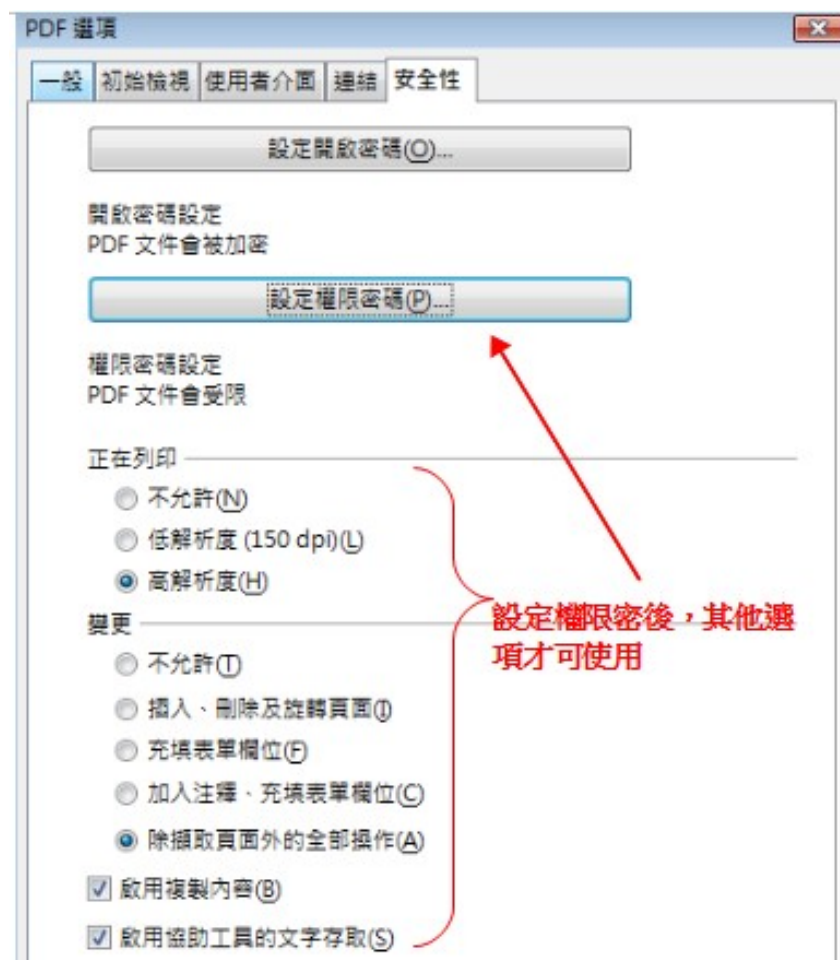 PDF 選項
一般 初始檢視 使用者介面 連結 安全性
設定開啟密碼(O)...
開啟密碼設定
PDF 文件會被加密
設定權限密碼(P)...
權限密碼設定
PDF 文件會受限
正在列印
不允許(N)
低解析度 (150 dpi)(L)
高解析度(H)
設定權限密後，其他選
項才可使用
變更
不允許(T)
插入、刪除及旋轉頁面(I)
充填表單欄位(F)
加入注釋、充填表單欄位(C)
除擷取頁面外的全部操作(A)
啟用複製內容(B)
啟用協助工具的文字存取(S)